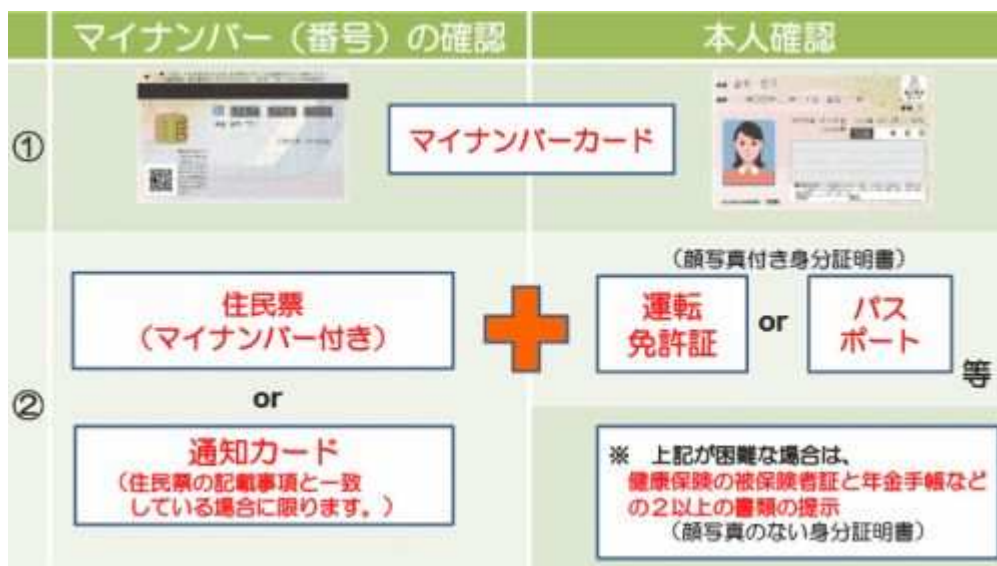 マイナンバー（番号）の確認
本人確認
①
マイナンバーカード
②
住民票
（マイナンバー付き）
or
通知カード
（住民票の記載事項と一致
している場合に限ります。）
（顔写真付き身分証明書）
運転
免許証
or
パス
ポート
等
※　上記が困難な場合は、
健康保険の被保険者証と年金手帳など
の２以上の書類の提示
（顔写真のない身分証明書）